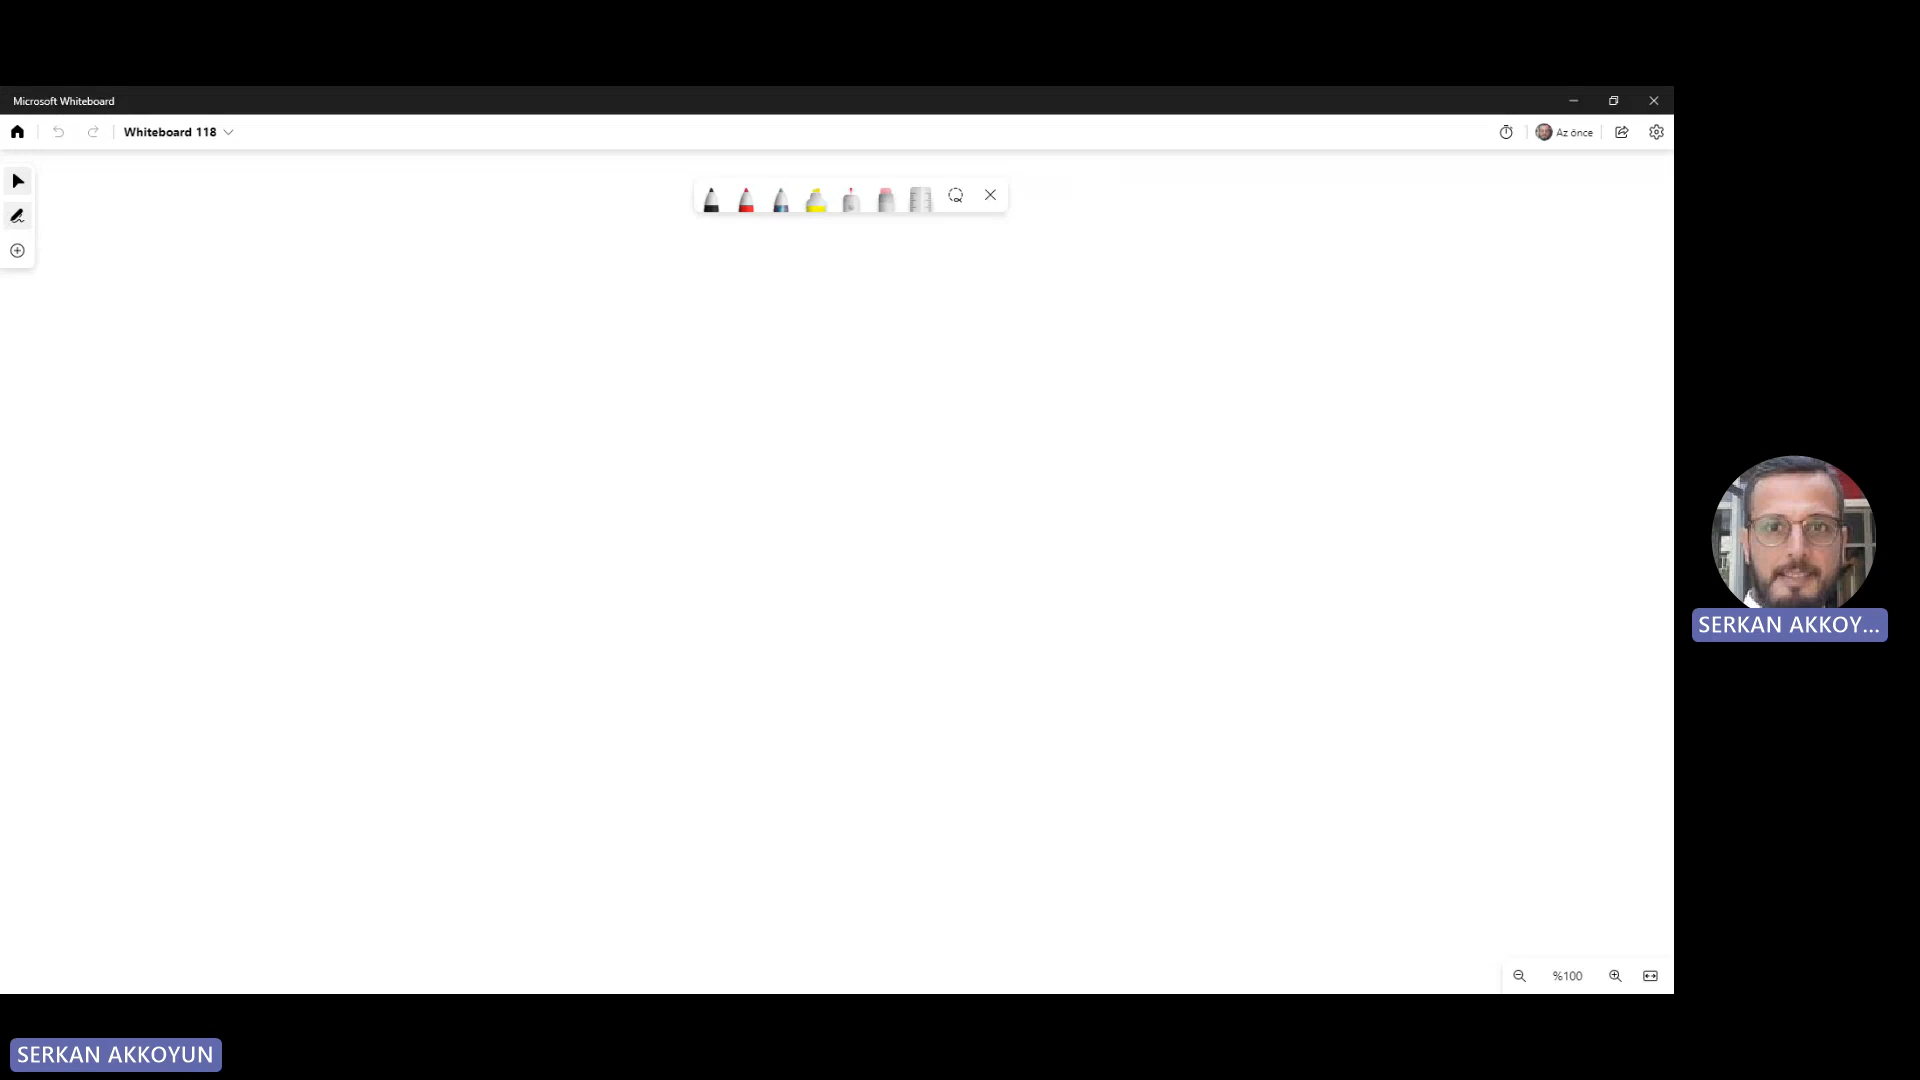 Microsoft Whiteboard
Whiteboard 118
Az önce
SERKAN AKKOY...
%100
SERKAN AKKOYUN